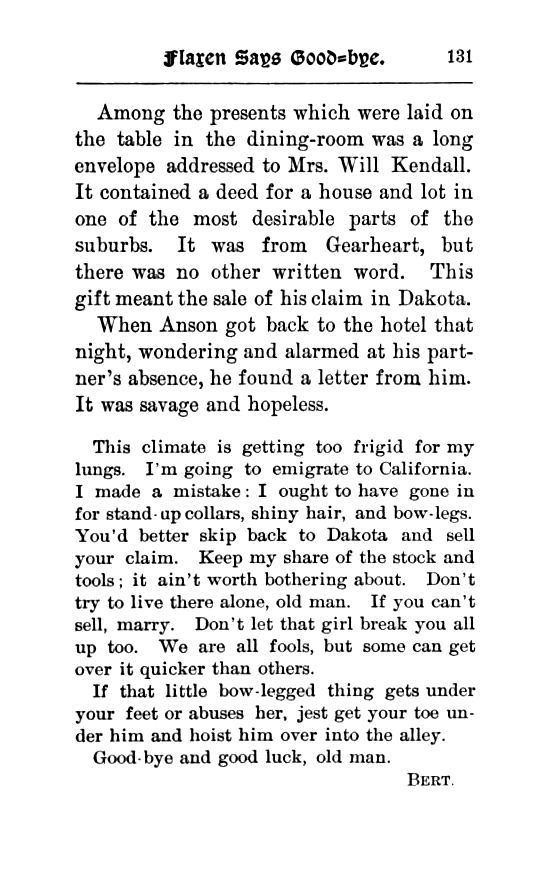 Flaxen Says Good-bye. 131
Among the presents which were laid on
the table in the dining-room was a long
envelope addressed to Mrs. Will Kendall.
It contained a deed for a house and lot in
one of the most desirable parts of the
suburbs. It was from Gearheart, but
there was no other written word. This
gift meant the sale of his claim in Dakota.
When Anson got back to the hotel that
night, wondering and alarmed at his part-
ner's absence, he found a letter from him.
It was savage and hopeless.
This climate is getting too frigid for my
lungs. I'm going to emigrate to California.
I made a mistake: I ought to have gone in
for stand-up collars, shiny hair, and bow-legs.
You'd better skip back to Dakota and sell
your claim. Keep my share of the stock and
tools; it ain't worth bothering about. Don't
try to live there alone, old man. If you can't
sell, marry. Don't let that girl break you all
up too. We are all fools, but some can get
over it quicker than others.
If that little bow-legged thing gets under
your feet or abuses her, jest get your toe un-
der him and hoist him over into the alley.
Good-bye and good luck, old man.
BERT.